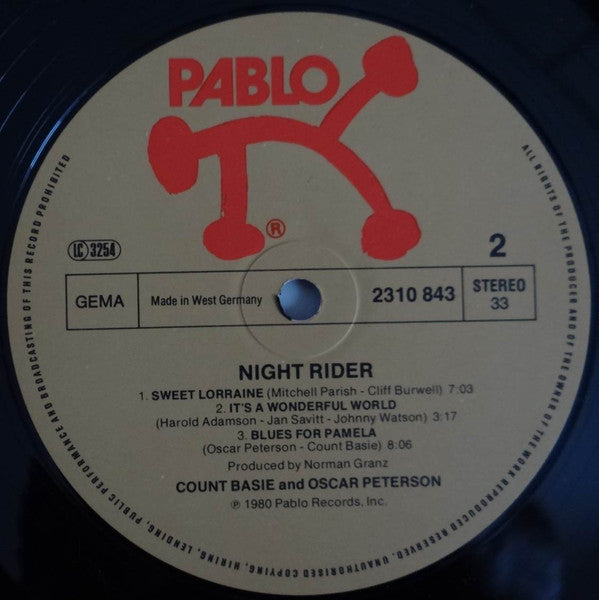 PABLO
®
LC 3254
2
GEMA
Made in West Germany
2310 843
STEREO
33
NIGHT RIDER
1. SWEET LORRAINE (Mitchell Parish - Cliff Burwell) 7:03
2. IT'S A WONDERFUL WORLD
(Harold Adamson - Jan Savitt - Johnny Watson) 3:17
3. BLUES FOR PAMELA
(Oscar Peterson - Count Basie) 8:06
Produced by Norman Granz
COUNT BASIE and OSCAR PETERSON
℗ 1980 Pablo Records, Inc.
ALL RIGHTS OF THE PRODUCER AND OF THE OWNER OF THE WORK REPRODUCED RESERVED. UNAUTHORISED COPYING, HIRING, LENDING, PUBLIC PERFORMANCE AND BROADCASTING OF THIS RECORD PROHIBITED